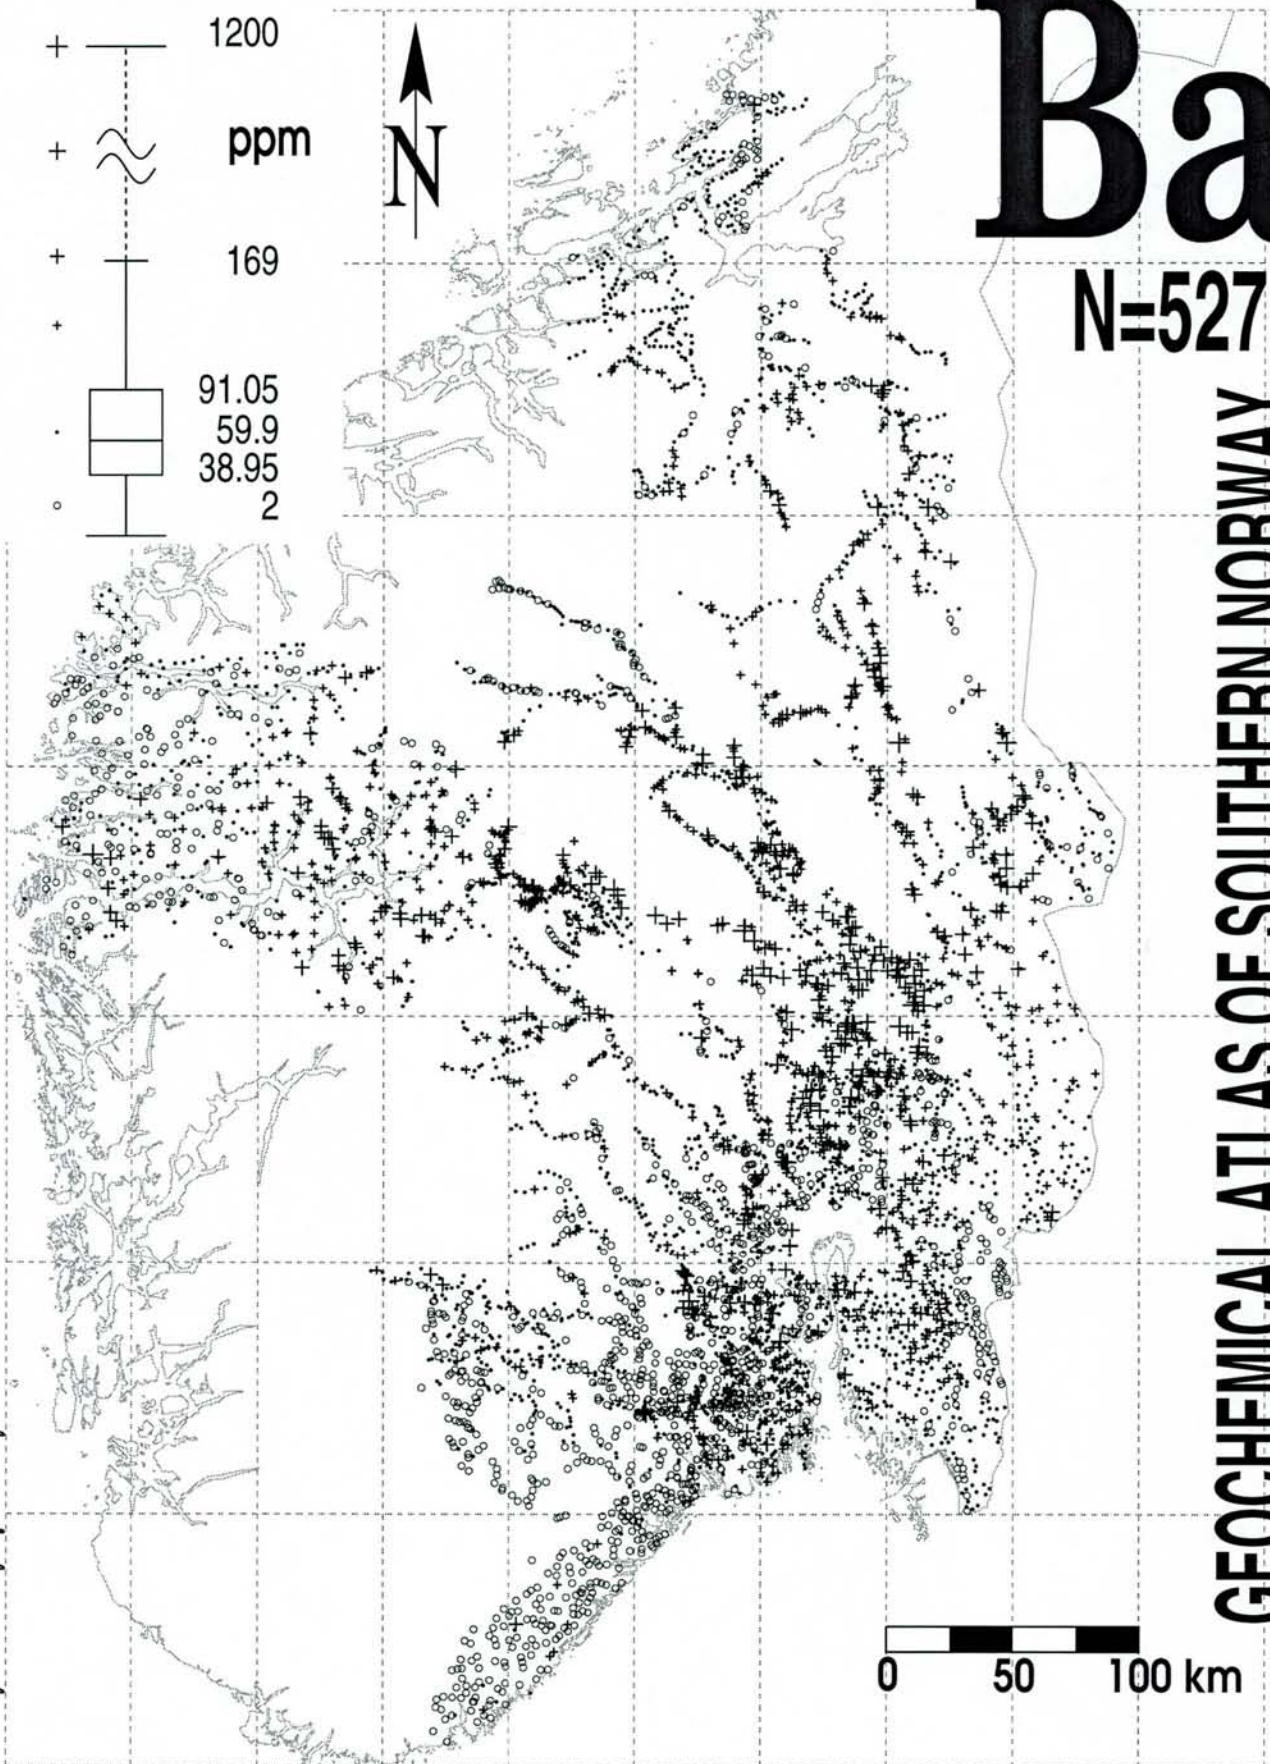 1200
ppm
169
91.05
59.9
38.95
2
N
Ba
N=527
GEOCHEMICAL ATLAS OF SOUTHERN NORWAY
0 50 100 km